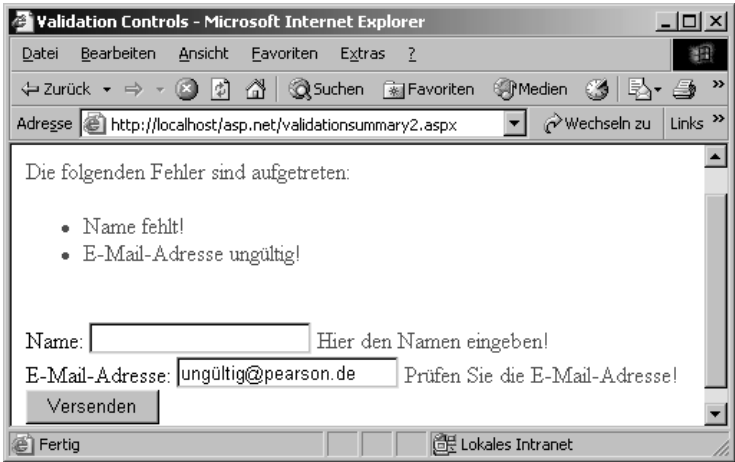 Validation Controls - Microsoft Internet Explorer
Datei Bearbeiten Ansicht Favoriten Extras ?
Zurück Suchen Favoriten Medien »
Adresse http://localhost/asp.net/validationsummary2.aspx Wechseln zu Links »
Die folgenden Fehler sind aufgetreten:
• Name fehlt!
• E-Mail-Adresse ungültig!
Name: Hier den Namen eingeben!
E-Mail-Adresse: ungültig@pearson.de Prüfen Sie die E-Mail-Adresse!
Versenden
Fertig Lokales Intranet